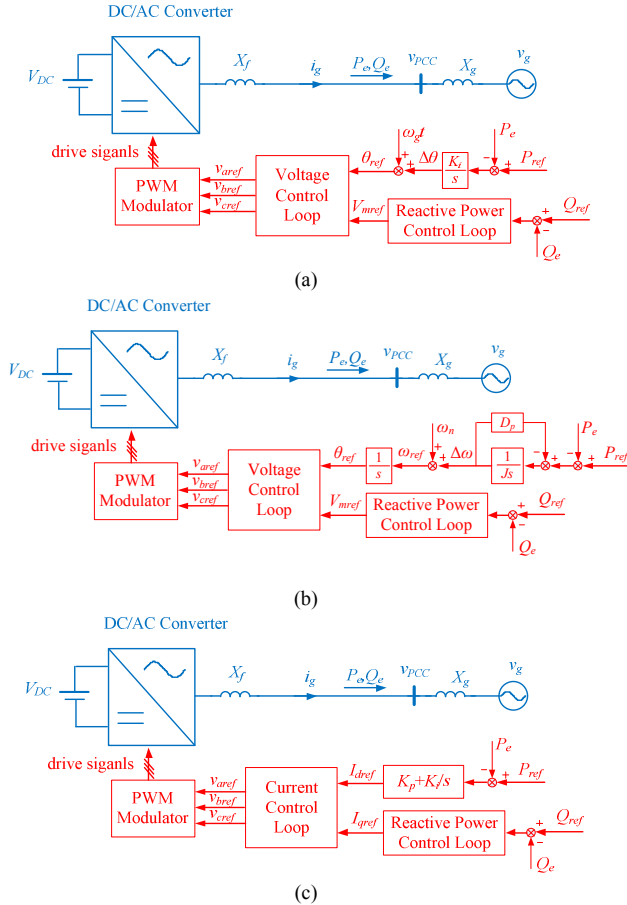 DC/AC Converter
V_DC
X_f
i_g
P_e,Q_e
v_PCC
X_g
v_g
drive siganls
PWM Modulator
v_aref
v_bref
v_cref
Voltage Control Loop
θ_ref
ω_g t
+
+
Δθ
K_i/s
−
+
P_e
P_ref
V_mref
Reactive Power Control Loop
+
−
Q_ref
Q_e
(a)
DC/AC Converter
V_DC
X_f
i_g
P_e,Q_e
v_PCC
X_g
v_g
drive siganls
PWM Modulator
v_aref
v_bref
v_cref
Voltage Control Loop
θ_ref
1/s
ω_ref
ω_n
+
+
Δω
D_p
1/Js
−
+
−
+
P_e
P_ref
V_mref
Reactive Power Control Loop
+
−
Q_ref
Q_e
(b)
DC/AC Converter
V_DC
X_f
i_g
P_e,Q_e
v_PCC
X_g
v_g
drive siganls
PWM Modulator
v_aref
v_bref
v_cref
Current Control Loop
I_dref
K_p+K_i/s
−
+
P_e
P_ref
I_qref
Reactive Power Control Loop
+
−
Q_ref
Q_e
(c)